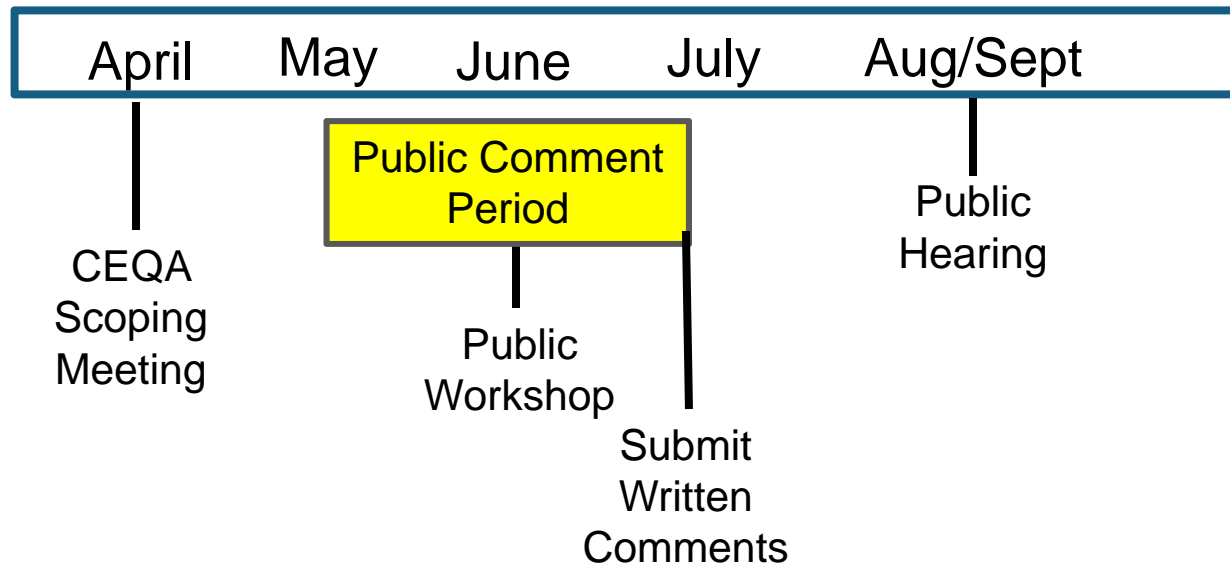 April May June July Aug/Sept
Public Comment
Period
CEQA
Scoping
Meeting
Public
Workshop
Submit
Written
Comments
Public
Hearing